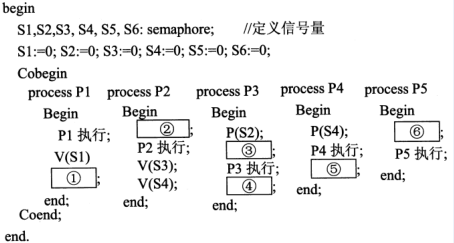 begin
S1,S2,S3, S4, S5, S6: semaphore; //定义信号量
S1:=0; S2:=0; S3:=0; S4:=0; S5:=0; S6:=0;
Cobegin
process P1 process P2 process P3 process P4 process P5
Begin Begin Begin Begin Begin
P1 执行; ② ; P(S2); P(S4); ⑥ ;
V(S1) P2 执行; ③ ; P4 执行; P5 执行;
① ; V(S3); P3 执行; ⑤ ; end;
V(S4); ④ ; end;
end; end; end;
Coend;
end.